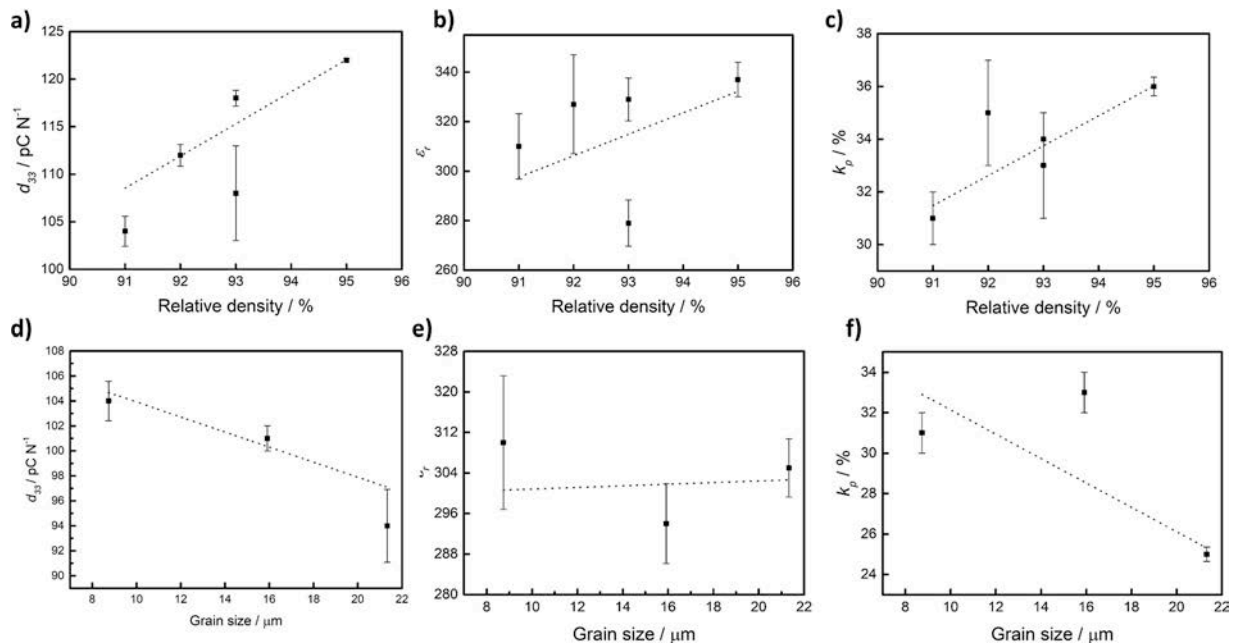 a)
b)
c)
125
120
115
110
105
100
d33 / pC N⁻¹
90 91 92 93 94 95 96
Relative density / %
340
320
300
280
260
εr
90 91 92 93 94 95 96
Relative density / %
38
36
34
32
30
kp / %
90 91 92 93 94 95 96
Relative density / %
d)
e)
f)
108
106
104
102
100
98
96
94
92
90
d33 / pC N⁻¹
8 10 12 14 16 18 20 22
Grain size / μm
328
320
312
304
296
288
280
8 10 12 14 16 18 20 22
Grain size / μm
34
32
30
28
26
24
kp / %
8 10 12 14 16 18 20 22
Grain size / μm